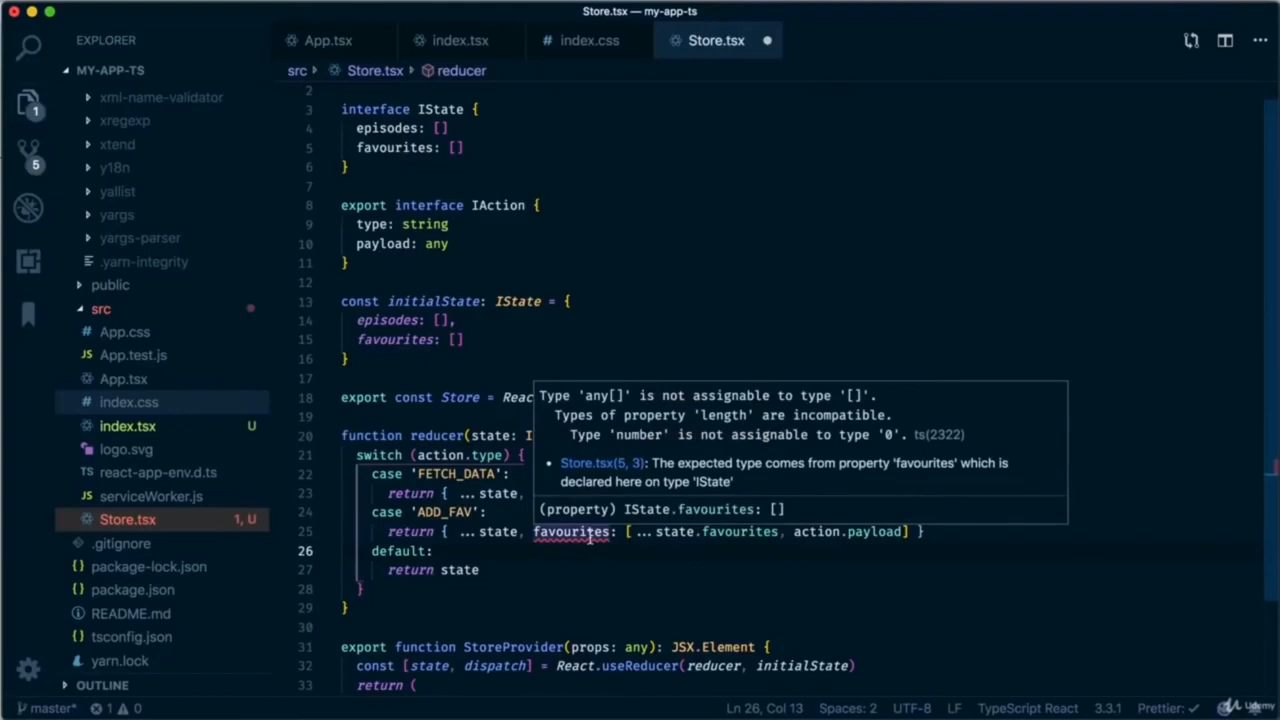 Store.tsx — my-app-ts
EXPLORER
App.tsx
index.tsx
# index.css
Store.tsx
MY-APP-TS
src
Store.tsx
reducer
1
5
xml-name-validator
xregexp
xtend
y18n
yallist
yargs
yargs-parser
.yarn-integrity
public
src
# App.css
JS App.test.js
App.tsx
# index.css
index.tsx U
logo.svg
TS react-app-env.d.ts
JS serviceWorker.js
Store.tsx 1, U
.gitignore
{} package-lock.json
{} package.json
README.md
tsconfig.json
yarn.lock
OUTLINE
2
3 interface IState {
4 episodes: []
5 favourites: []
6 }
7
8 export interface IAction {
9 type: string
10 payload: any
11 }
12
13 const initialState: IState = {
14 episodes: [],
15 favourites: []
16 }
17
18 export const Store = Reac
19
20 function reducer(state: I
21 switch (action.type) {
22 case 'FETCH_DATA':
23 return { ...state,
24 case 'ADD_FAV':
25 return { ...state, favourites: [...state.favourites, action.payload] }
26 default:
27 return state
28 }
29 }
30
31 export function StoreProvider(props: any): JSX.Element {
32 const [state, dispatch] = React.useReducer(reducer, initialState)
33 return (
Type 'any[]' is not assignable to type '[]'.
Types of property 'length' are incompatible.
Type 'number' is not assignable to type '0'. ts(2322)
• Store.tsx(5, 3): The expected type comes from property 'favourites' which is
declared here on type 'IState'
(property) IState.favourites: []
master* 1 0
Ln 26, Col 13
Spaces: 2
UTF-8
LF
TypeScript React
3.3.1
Prettier: ✓
Udemy